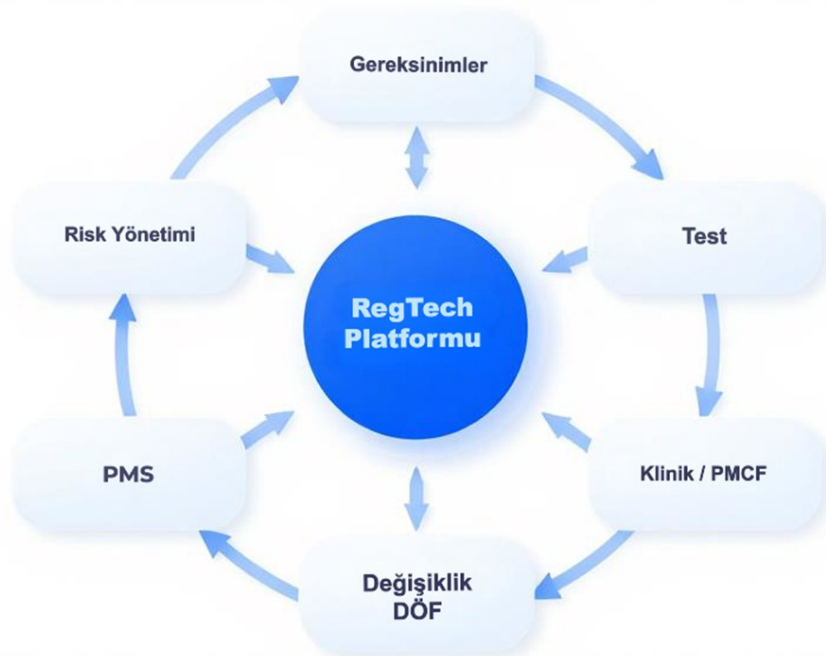 Gereksinimler
Risk Yönetimi
Test
RegTech
Platformu
PMS
Klinik / PMCF
Değişiklik
DÖF